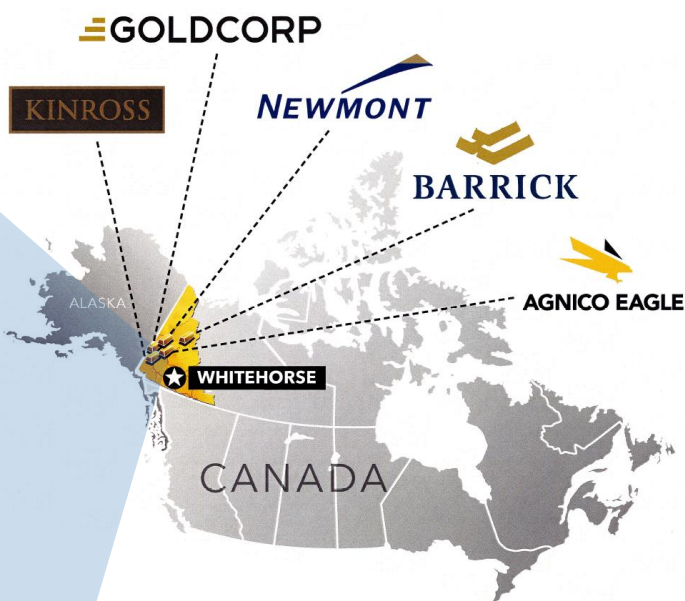 GOLDCORP
KINROSS
NEWMONT
BARRICK
AGNICO EAGLE
ALASKA
WHITEHORSE
CANADA